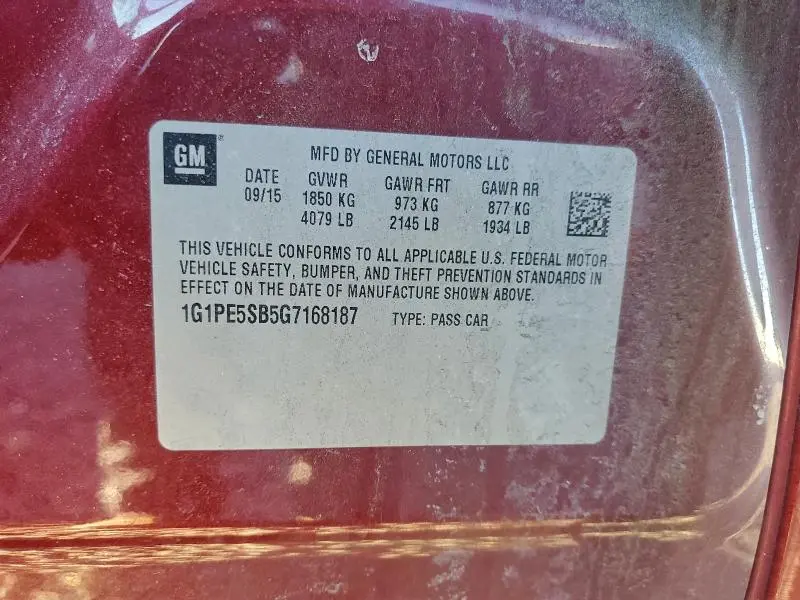 GM
MFD BY GENERAL MOTORS LLC
DATE GVWR GAWR FRT GAWR RR
09/15 1850 KG 973 KG 877 KG
4079 LB 2145 LB 1934 LB
THIS VEHICLE CONFORMS TO ALL APPLICABLE U.S. FEDERAL MOTOR
VEHICLE SAFETY, BUMPER, AND THEFT PREVENTION STANDARDS IN
EFFECT ON THE DATE OF MANUFACTURE SHOWN ABOVE.
1G1PE5SB5G7168187 TYPE: PASS CAR